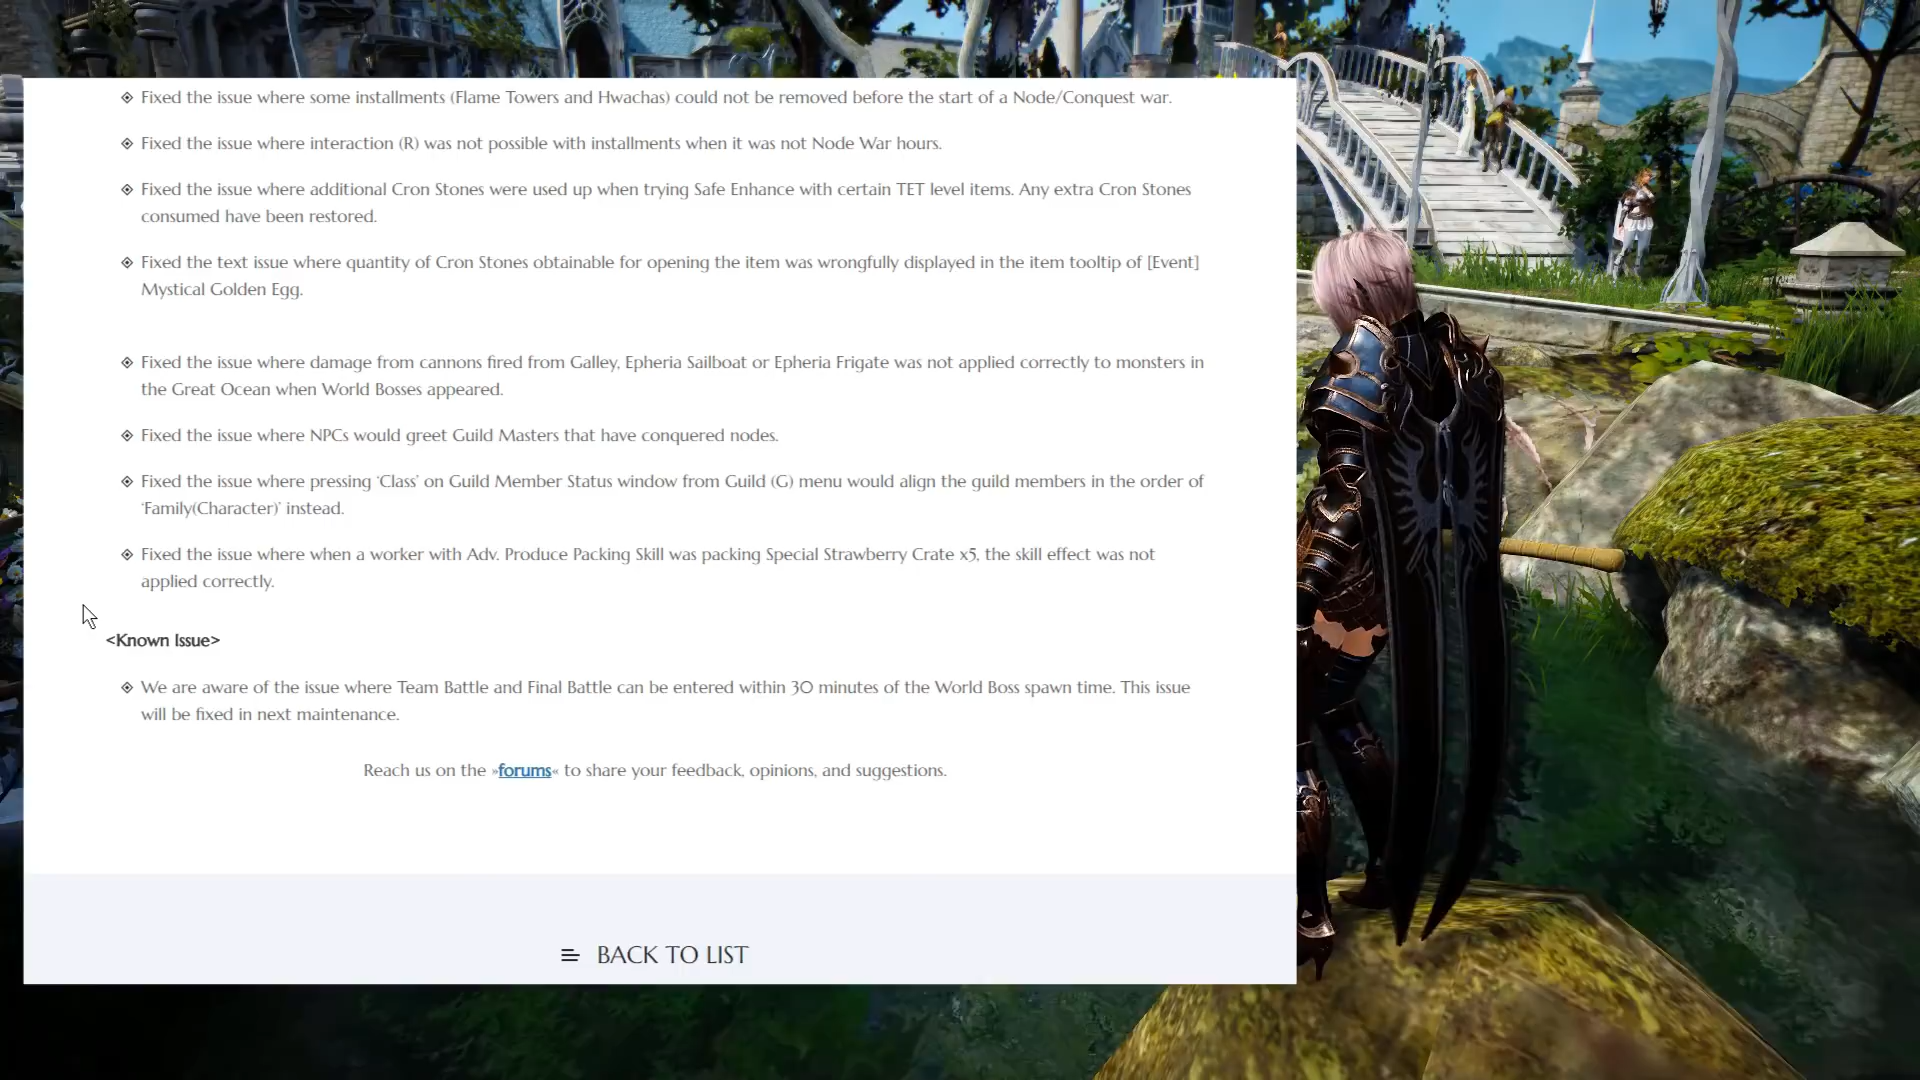 Fixed the issue where some installments (Flame Towers and Hwachas) could not be removed before the start of a Node/Conquest war.
Fixed the issue where interaction (R) was not possible with installments when it was not Node War hours.
Fixed the issue where additional Cron Stones were used up when trying Safe Enhance with certain TET level items. Any extra Cron Stones
consumed have been restored.
Fixed the text issue where quantity of Cron Stones obtainable for opening the item was wrongfully displayed in the item tooltip of [Event]
Mystical Golden Egg.
Fixed the issue where damage from cannons fired from Galley, Epheria Sailboat or Epheria Frigate was not applied correctly to monsters in
the Great Ocean when World Bosses appeared.
Fixed the issue where NPCs would greet Guild Masters that have conquered nodes.
Fixed the issue where pressing ‘Class’ on Guild Member Status window from Guild (G) menu would align the guild members in the order of
‘Family(Character)’ instead.
Fixed the issue where when a worker with Adv. Produce Packing Skill was packing Special Strawberry Crate x5, the skill effect was not
applied correctly.
<Known Issue>
We are aware of the issue where Team Battle and Final Battle can be entered within 30 minutes of the World Boss spawn time. This issue
will be fixed in next maintenance.
Reach us on the »forums« to share your feedback, opinions, and suggestions.
BACK TO LIST